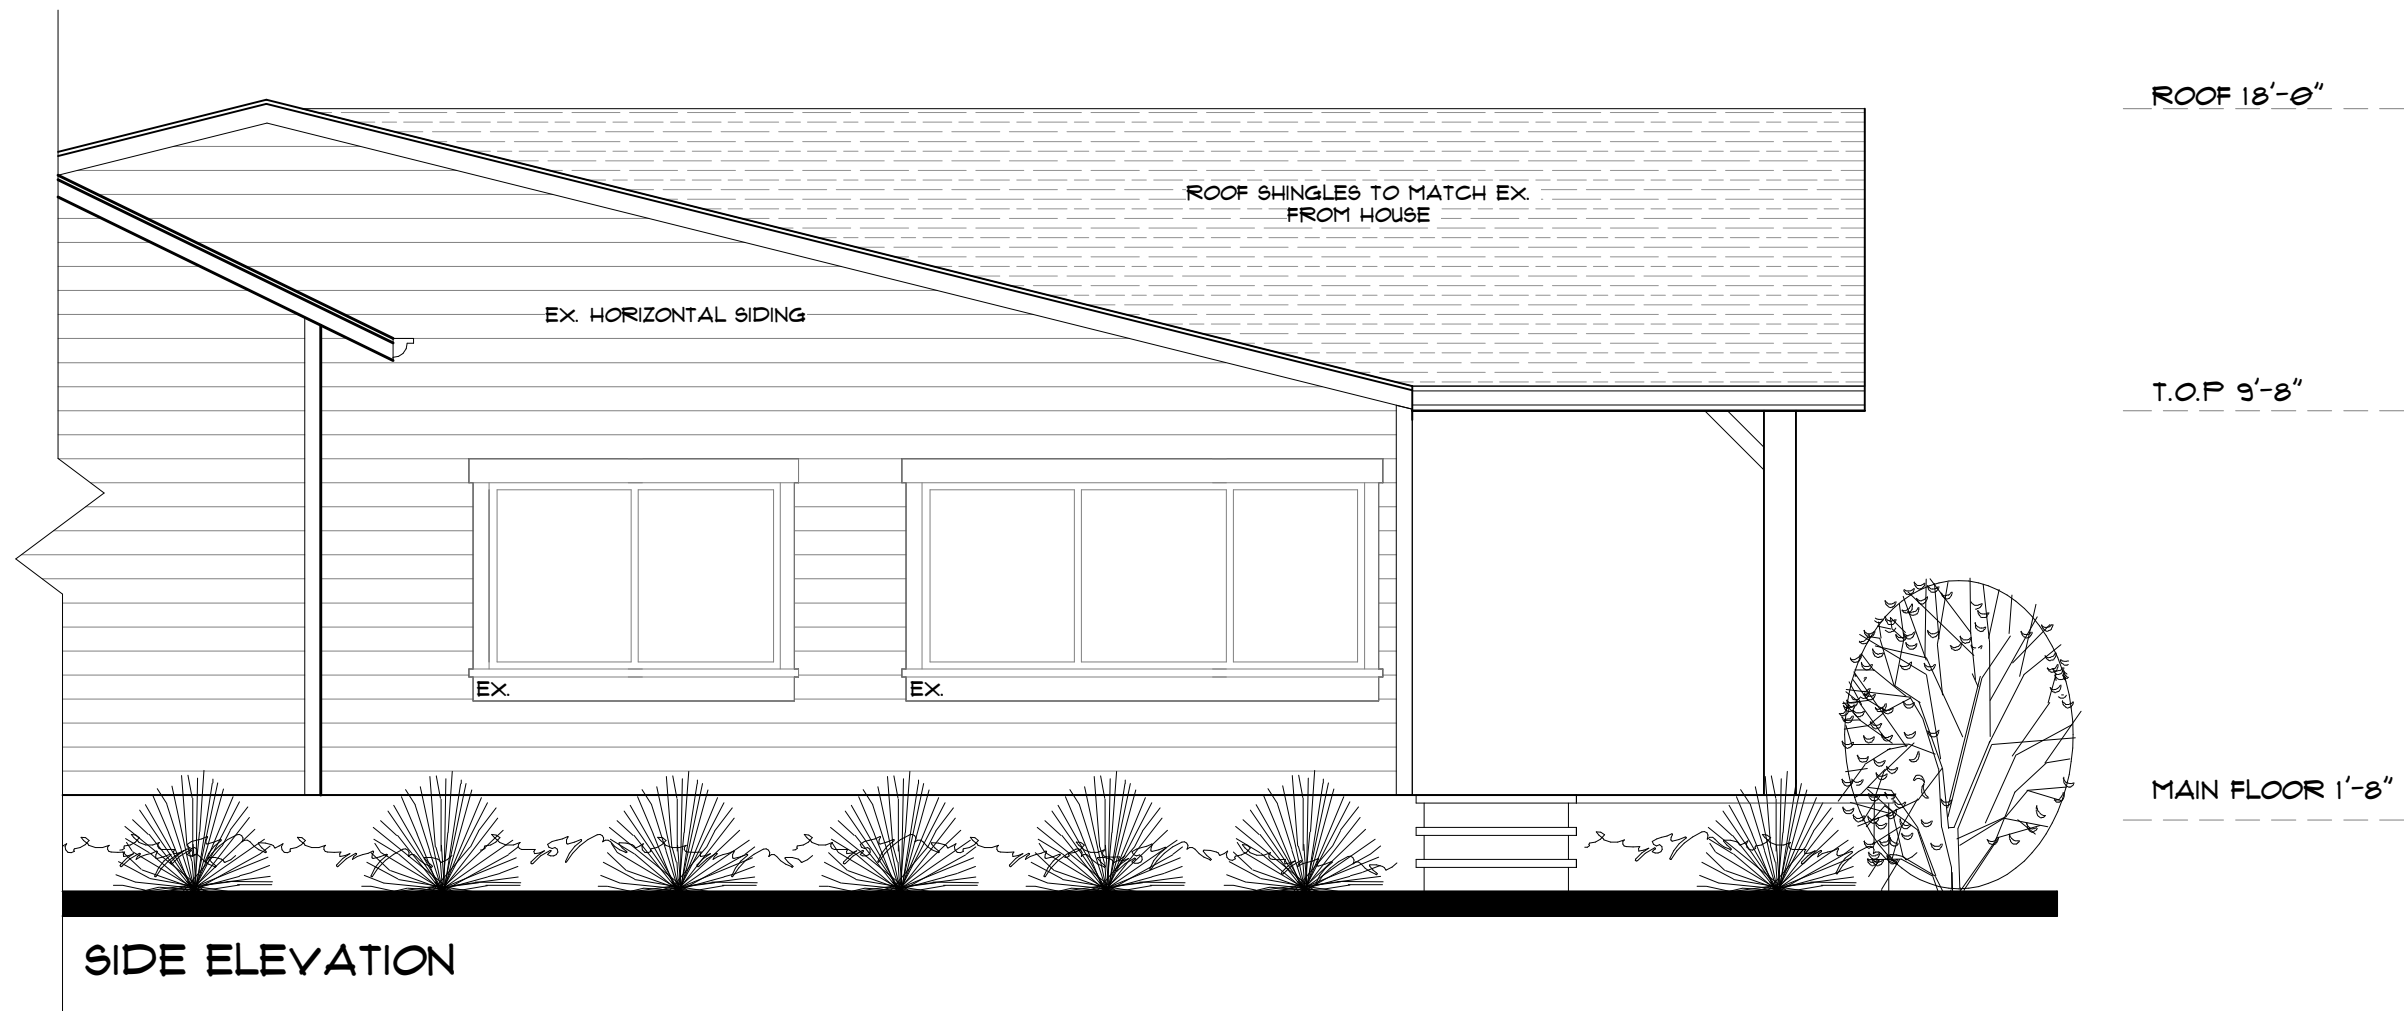 ROOF 18'-0"
ROOF SHINGLES TO MATCH EX.
FROM HOUSE
EX. HORIZONTAL SIDING
T.O.P 9'-8"
EX.
EX.
MAIN FLOOR 1'-8"
SIDE ELEVATION